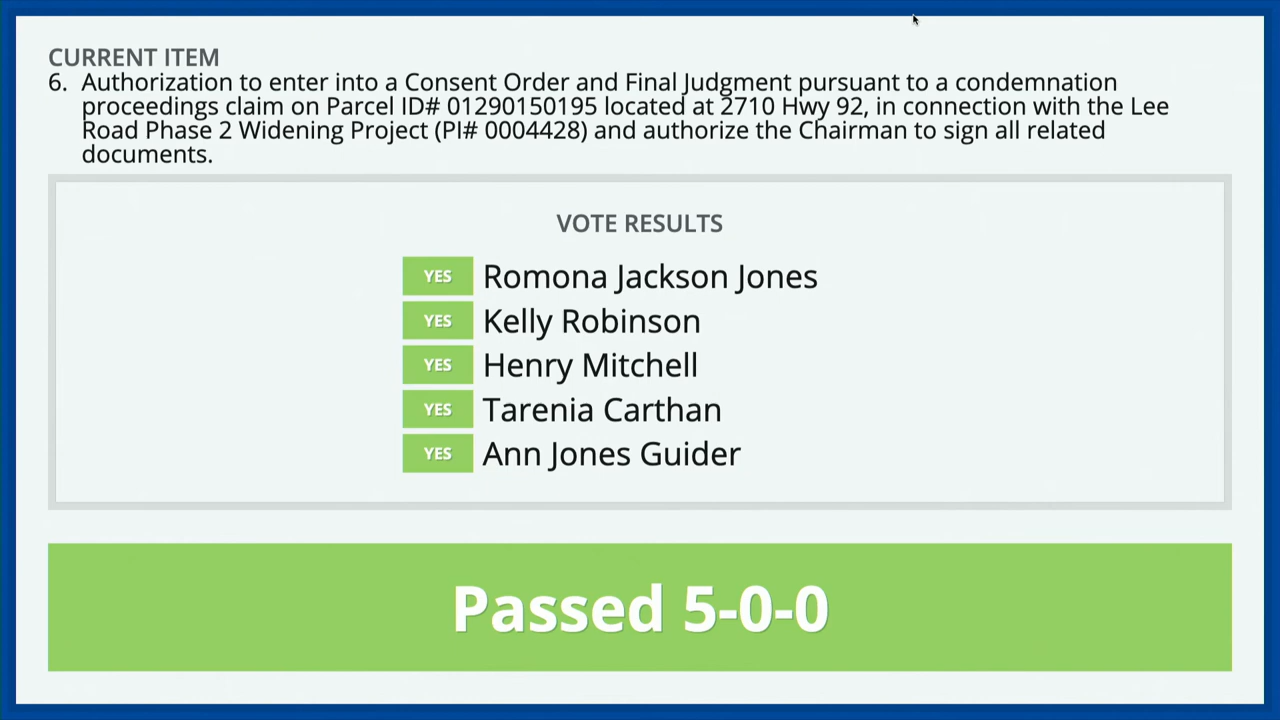 CURRENT ITEM
6. Authorization to enter into a Consent Order and Final Judgment pursuant to a condemnation
proceedings claim on Parcel ID# 01290150195 located at 2710 Hwy 92, in connection with the Lee
Road Phase 2 Widening Project (PI# 0004428) and authorize the Chairman to sign all related
documents.
VOTE RESULTS
YES Romona Jackson Jones
YES Kelly Robinson
YES Henry Mitchell
YES Tarenia Carthan
YES Ann Jones Guider
Passed 5-0-0